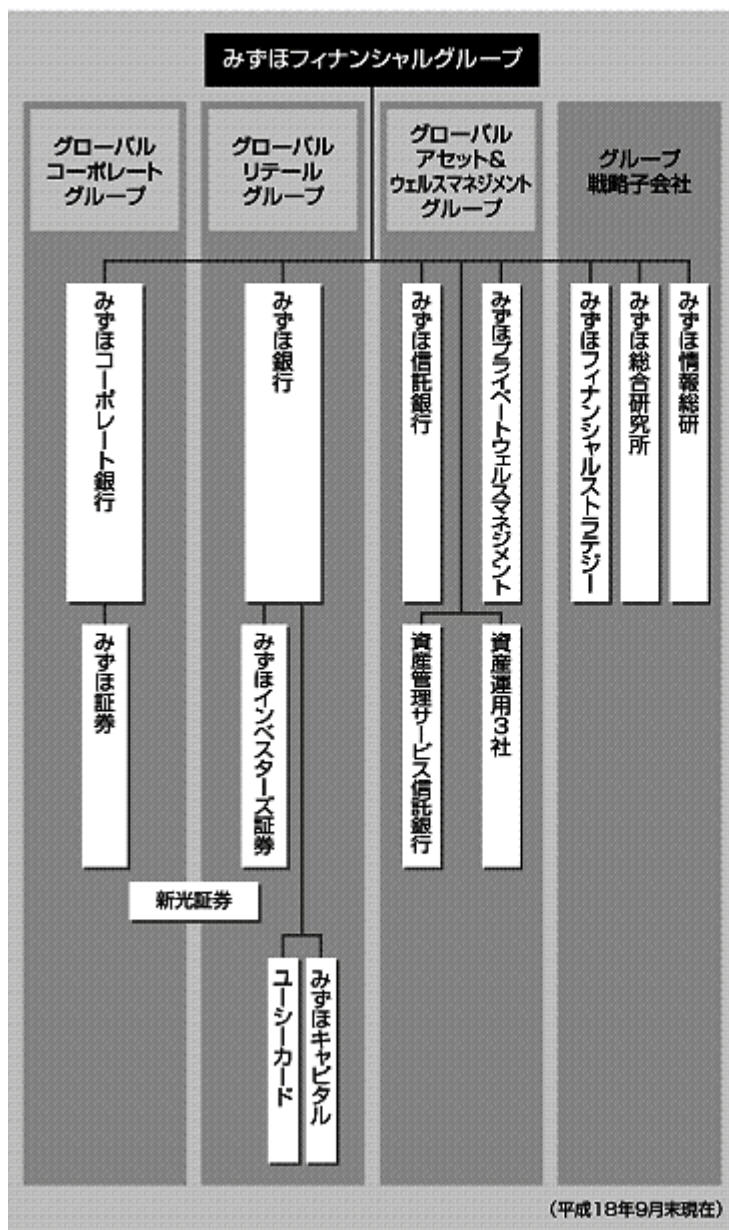 みずほフィナンシャルグループ
グローバル
コーポレート
グループ
グローバル
リテール
グループ
グローバル
アセット&
ウェルスマネジメント
グループ
グループ
戦略子会社
みずほコーポレート銀行
みずほ銀行
みずほ信託銀行
みずほプライベートウェルスマネジメント
みずほフィナンシャルストラテジー
みずほ総合研究所
みずほ情報総研
みずほ証券
みずほインベスターズ証券
資産管理サービス信託銀行
資産運用3社
新光証券
ユーシーカード
みずほキャピタル
(平成18年9月末現在)